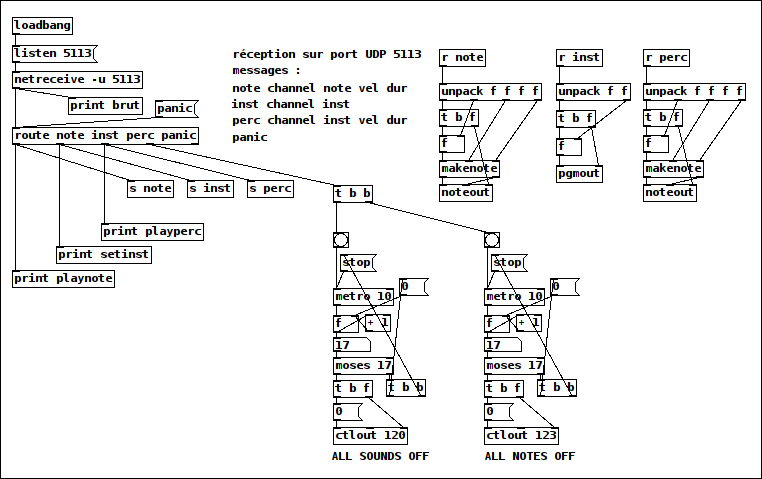 loadbang
listen 5113
netreceive -u 5113
print brut
panic
route note inst perc panic
s note
s inst
s perc
print playperc
print setinst
print playnote
réception sur port UDP 5113
messages :
note channel note vel dur
inst channel inst
perc channel inst vel dur
panic
r note
unpack f f f f
t b f
f
makenote
noteout
r inst
unpack f f
t b f
f
pgmout
r perc
unpack f f f f
t b f
f
makenote
noteout
t b b
stop
0
metro 10
f
+ 1
17
moses 17
t b f
t b b
0
ctlout 120
ALL SOUNDS OFF
stop
0
metro 10
f
+ 1
17
moses 17
t b f
t b b
0
ctlout 123
ALL NOTES OFF